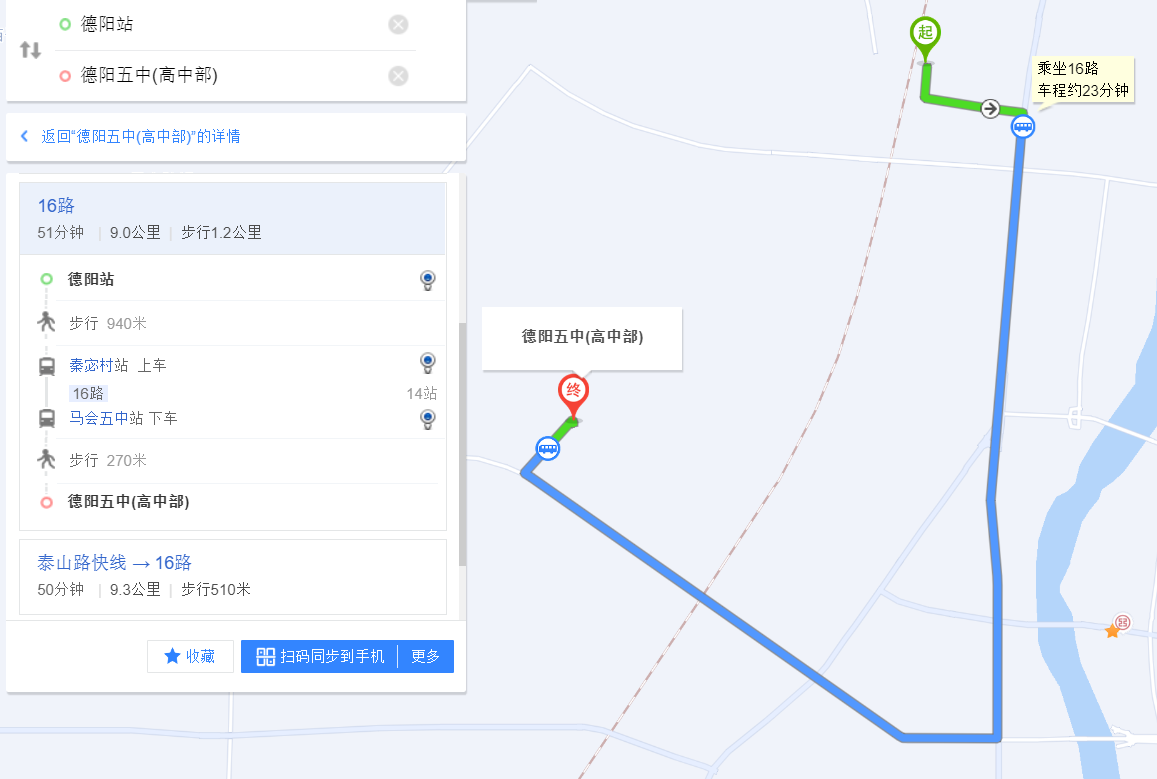 德阳站
德阳五中(高中部)
返回“德阳五中(高中部)”的详情
16路
51分钟 | 9.0公里 | 步行1.2公里
德阳站
步行 940米
秦宓村站 上车
16路 14站
马会五中站 下车
步行 270米
德阳五中(高中部)
泰山路快线 → 16路
50分钟 | 9.3公里 | 步行510米
收藏
扫码同步到手机 | 更多
起
乘坐16路
车程约23分钟
德阳五中(高中部)
终